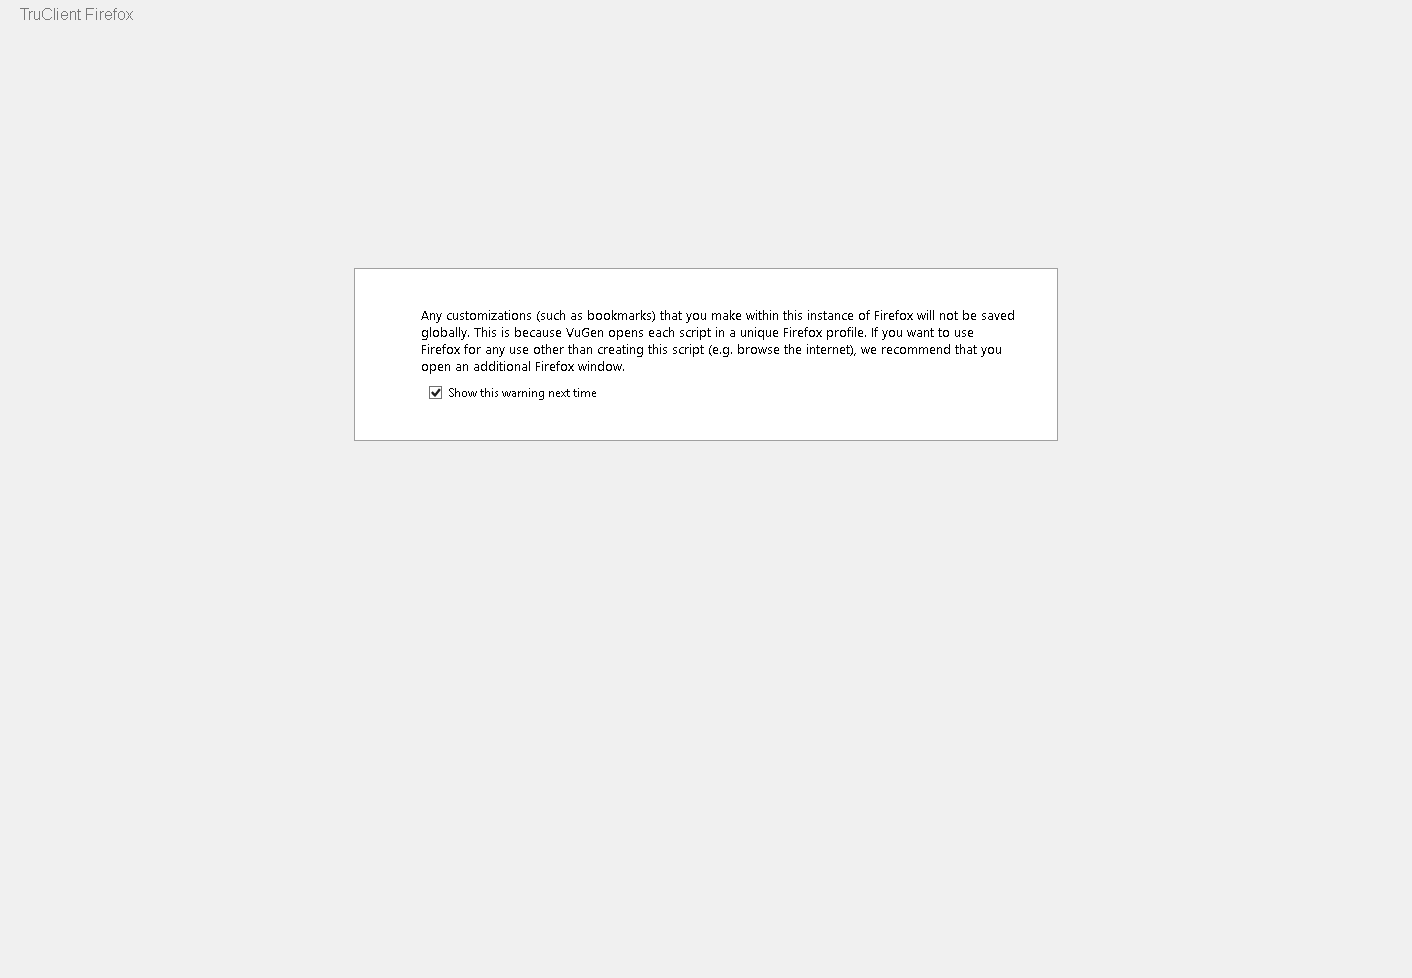 TruClient Firefox
Any customizations (such as bookmarks) that you make within this instance of Firefox will not be saved
globally. This is because VuGen opens each script in a unique Firefox profile. If you want to use
Firefox for any use other than creating this script (e.g. browse the internet), we recommend that you
open an additional Firefox window.
Show this warning next time